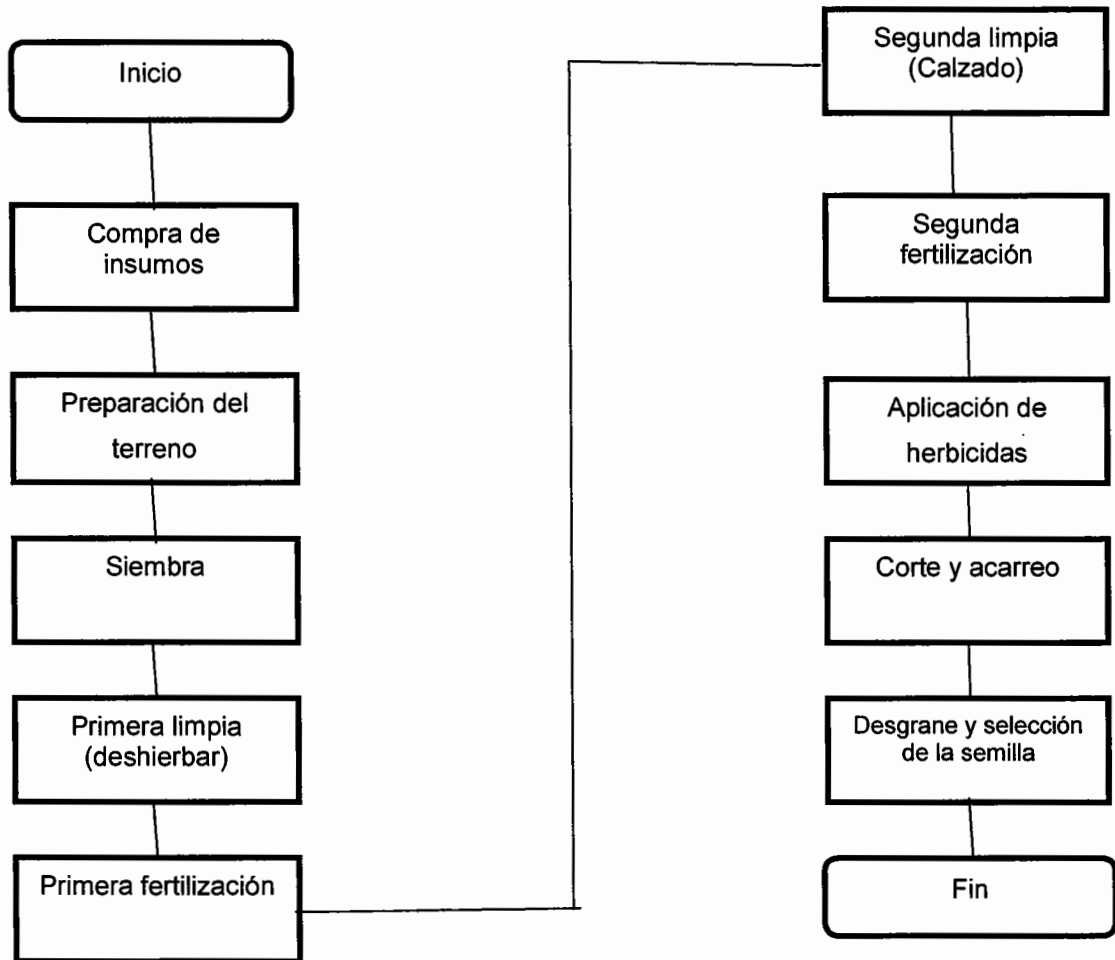 Inicio
Compra de
insumos
Preparación del
terreno
Siembra
Primera limpia
(deshierbar)
Primera fertilización
Segunda limpia
(Calzado)
Segunda
fertilización
Aplicación de
herbicidas
Corte y acarreo
Desgrane y selección
de la semilla
Fin